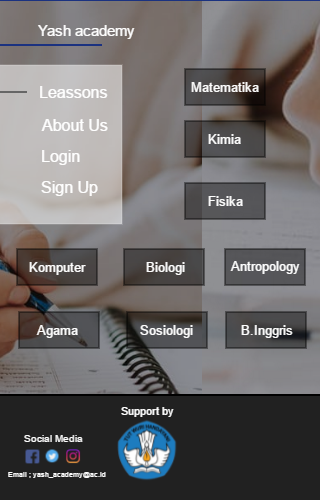 Yash academy
Leassons
About Us
Login
Sign Up
Matematika
Kimia
Fisika
Komputer
Biologi
Antropology
Agama
Sosiologi
B.Inggris
Support by
Social Media
Email ; yash_academy@ac.id
TUT WURI HANDAYANI